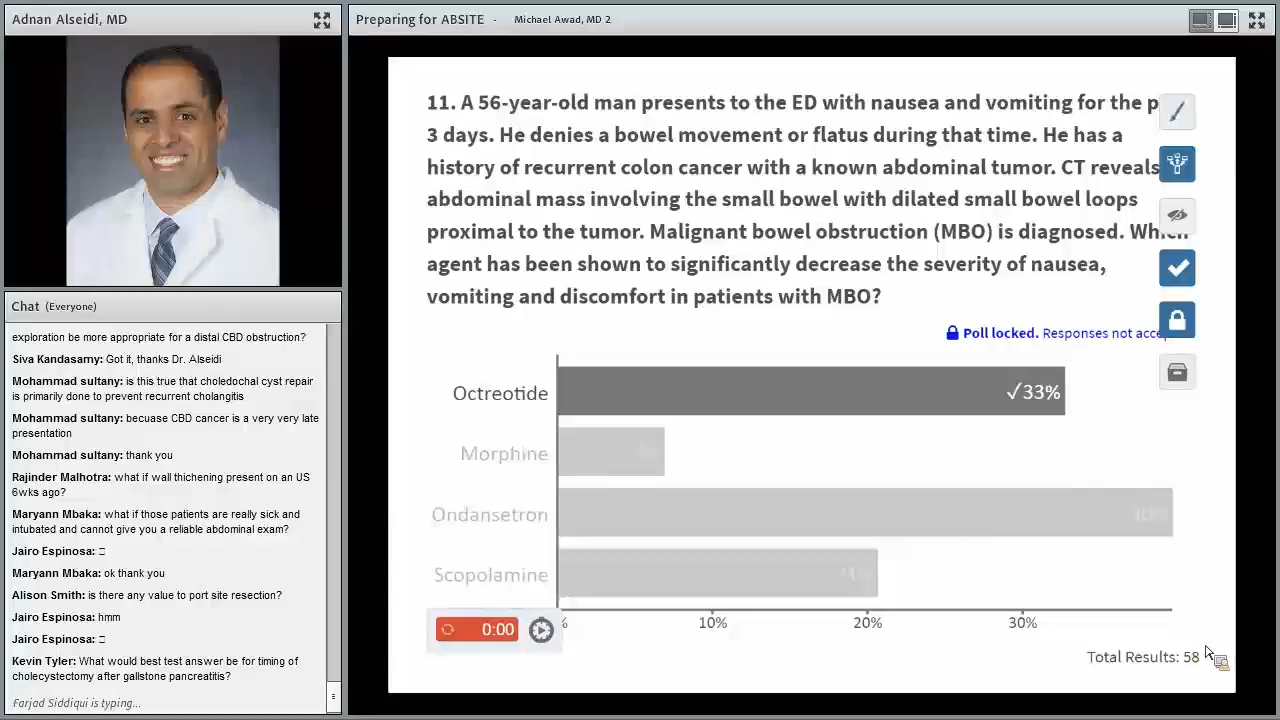 Adnan Alseidi, MD
Preparing for ABSITE - Michael Awad, MD 2
Chat (Everyone)
exploration be more appropriate for a distal CBD obstruction?
Siva Kandasamy: Got it, thanks Dr. Alseidi
Mohammad sultany: is this true that choledochal cyst repair
is primarily done to prevent recurrent cholangitis
Mohammad sultany: becuase CBD cancer is a very very late
presentation
Mohammad sultany: thank you
Rajinder Malhotra: what if wall thickening present on an US
6wks ago?
Maryann Mbaka: what if those patients are really sick and
intubated and cannot give you a reliable abdominal exam?
Jairo Espinosa:
Maryann Mbaka: ok thank you
Alison Smith: is there any value to port site resection?
Jairo Espinosa: hmm
Jairo Espinosa:
Kevin Tyler: What would best test answer be for timing of
cholecystectomy after gallstone pancreatitis?
Farjad Siddiqui is typing...
11. A 56-year-old man presents to the ED with nausea and vomiting for the p
3 days. He denies a bowel movement or flatus during that time. He has a
history of recurrent colon cancer with a known abdominal tumor. CT reveals
abdominal mass involving the small bowel with dilated small bowel loops
proximal to the tumor. Malignant bowel obstruction (MBO) is diagnosed. Which
agent has been shown to significantly decrease the severity of nausea,
vomiting and discomfort in patients with MBO?
Poll locked. Responses not acce
Octreotide
✓33%
Morphine
Ondansetron
Scopolamine
0:00
%
10%
20%
30%
Total Results: 58